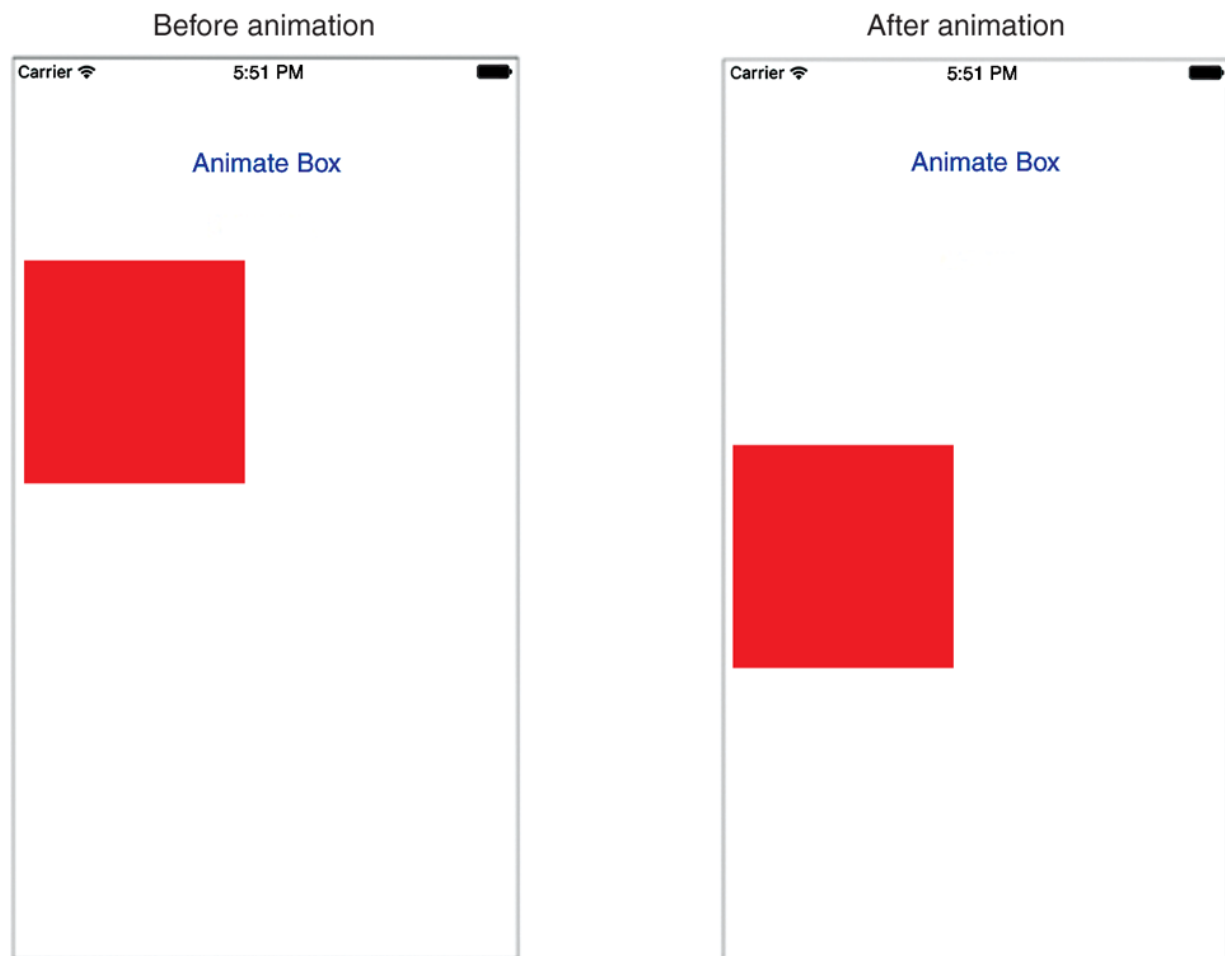 Before animation
Carrier 5:51 PM
Animate Box
After animation
Carrier 5:51 PM
Animate Box